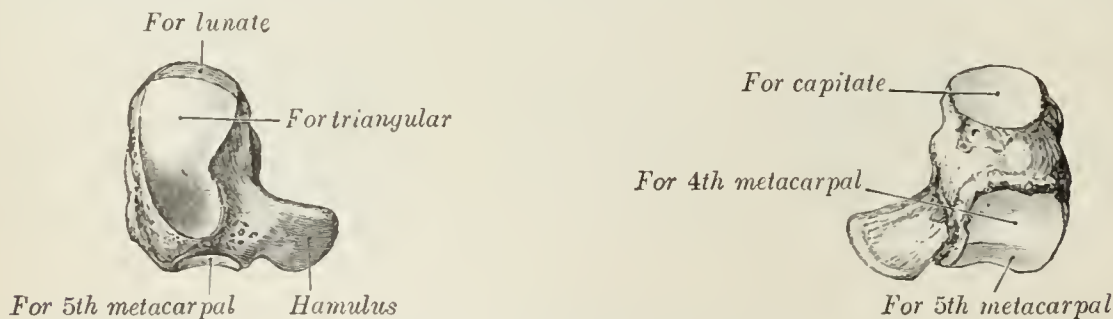 For lunate
For triangular
For 5th metacarpal
Hamulus
For capitate
For 4th metacarpal
For 5th metacarpal